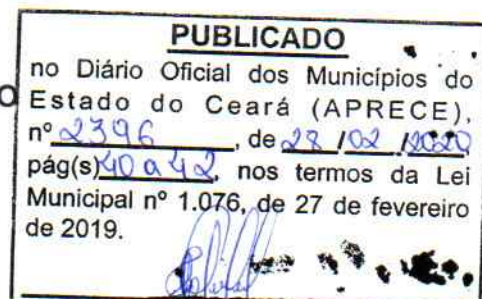 PUBLICADO
no Diário Oficial dos Municípios do
O Estado do Ceará (APRECE),
nº 2396, de 28/02/2020,
pág(s) 40 a 42, nos termos da Lei
Municipal nº 1.076, de 27 de fevereiro
de 2019.